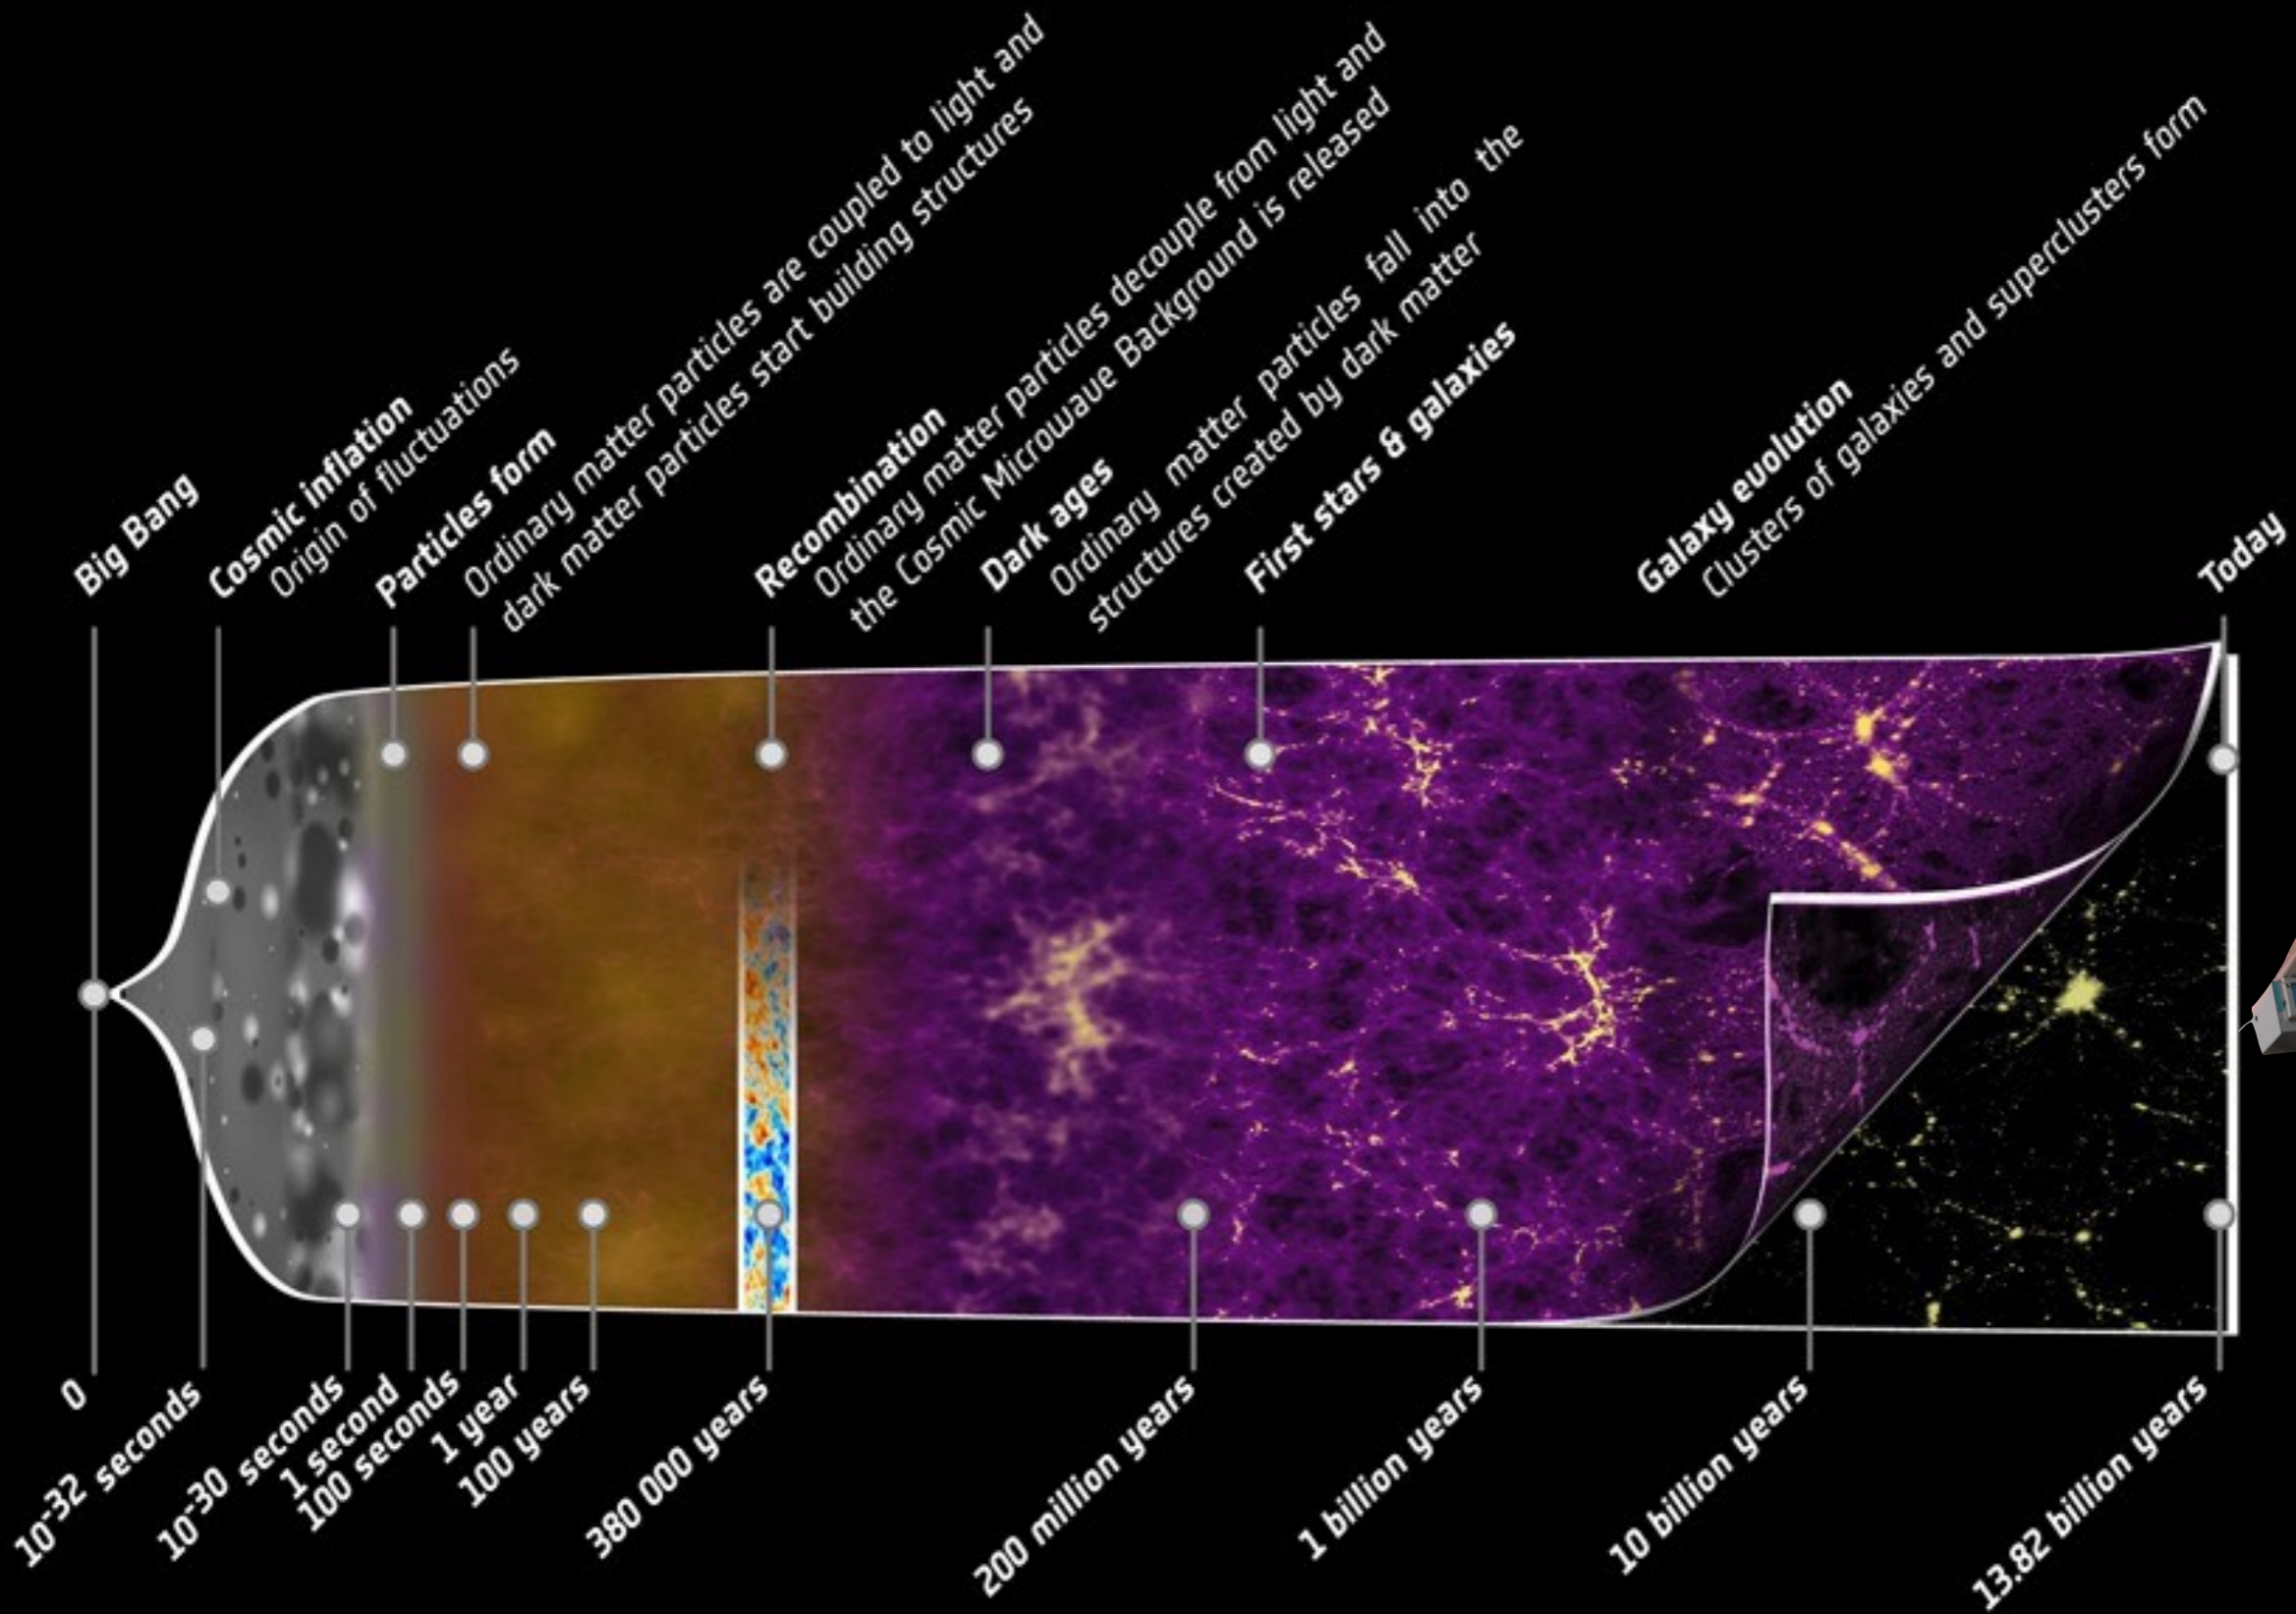 Big Bang
Cosmic inflation
Origin of fluctuations
Particles form
Ordinary matter particles are coupled to light and
dark matter particles start building structures
Recombination
Ordinary matter particles decouple from light and
the Cosmic Microwave Background is released
Dark ages
Ordinary matter particles fall into the
structures created by dark matter
First stars & galaxies
Galaxy evolution
Clusters of galaxies and superclusters form
Today
0
10-32 seconds
10-30 seconds
1 second
100 seconds
1 year
100 years
380 000 years
200 million years
1 billion years
10 billion years
13.82 billion years